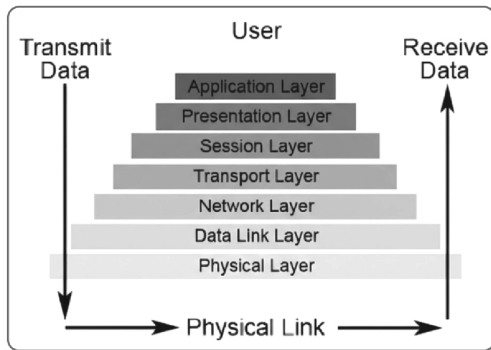 User
Transmit
Data
Receive
Data
Application Layer
Presentation Layer
Session Layer
Transport Layer
Network Layer
Data Link Layer
Physical Layer
Physical Link